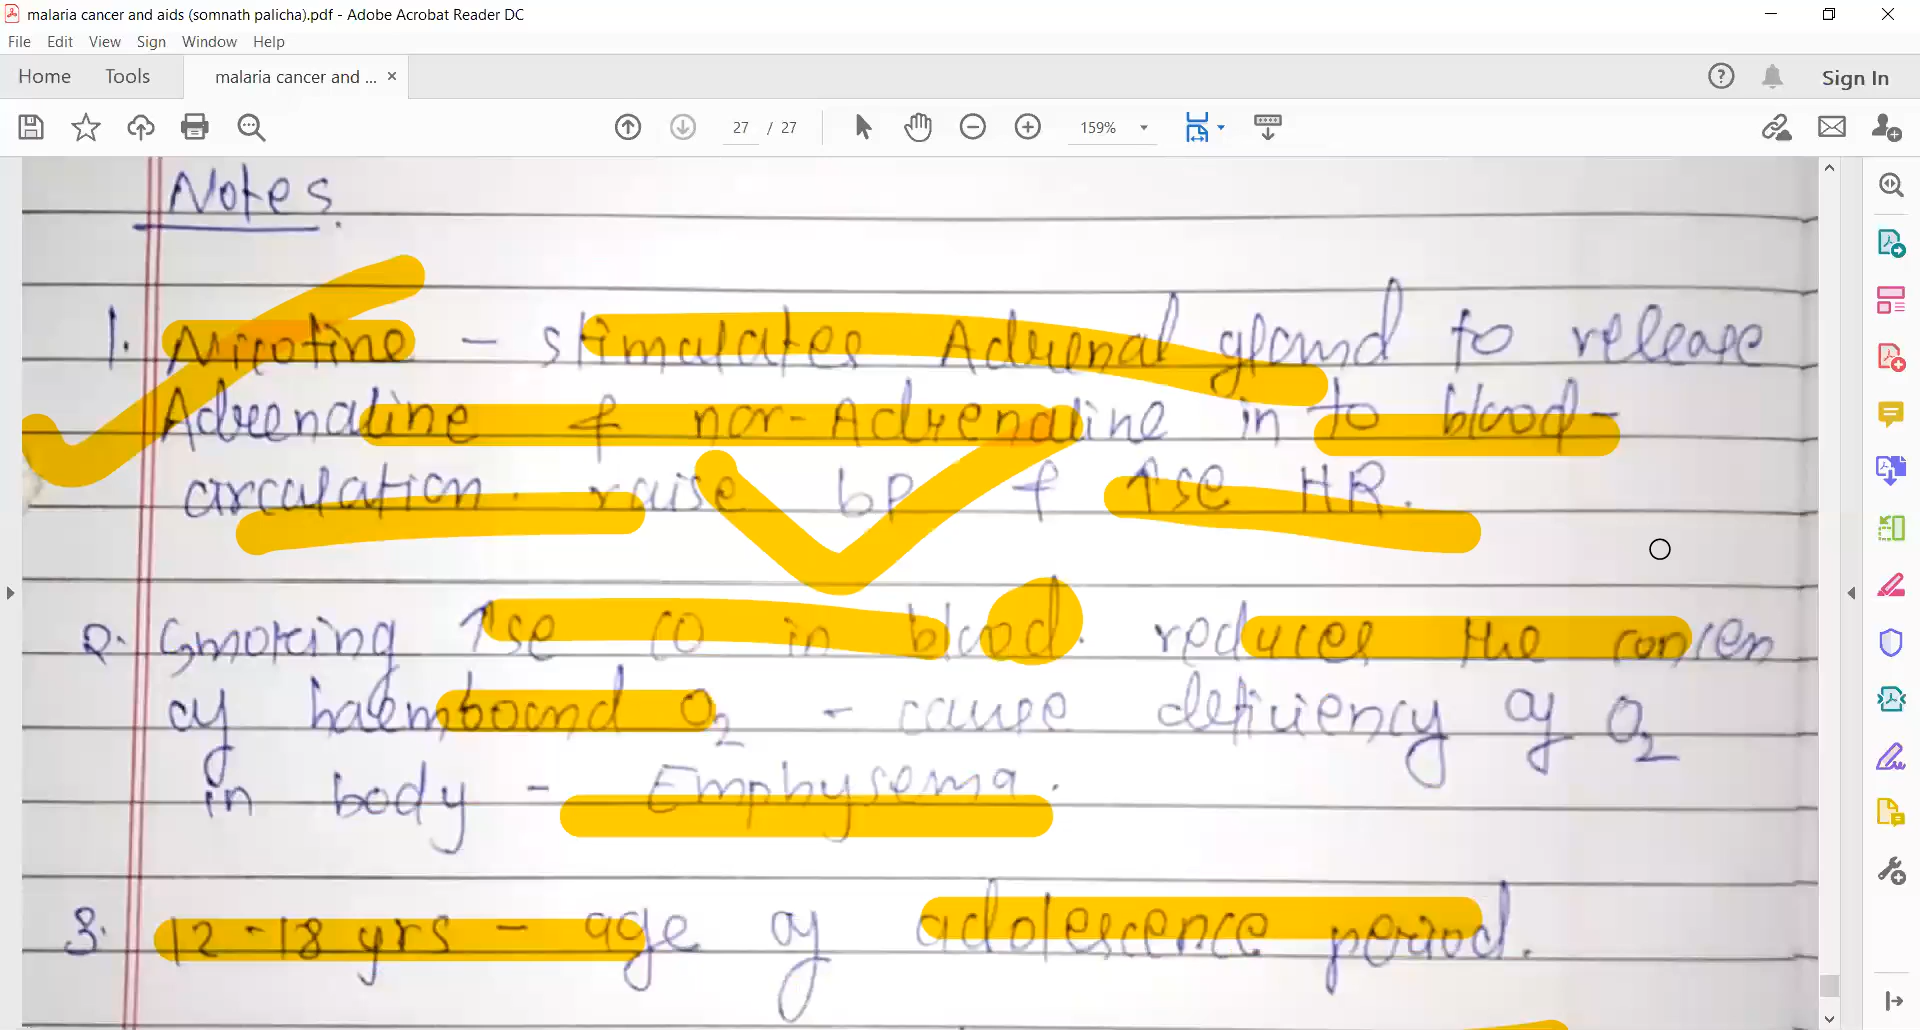 malaria cancer and aids (somnath palicha).pdf - Adobe Acrobat Reader DC
File Edit View Sign Window Help
Home Tools malaria cancer and ... × Sign In
27 / 27 159%
Notes.
1. Nicotine - stimulates Adrenal gland to release
Adrenaline & nor-Adrenaline in to blood-
circulation. raise bP & ↑se HR.
2. Smoking ↑se CO in blood. reduces the concen
of haembound O₂ - cause deficiency of O₂
in body - Emphysema.
3. 12-18 yrs - age of adolescence period.